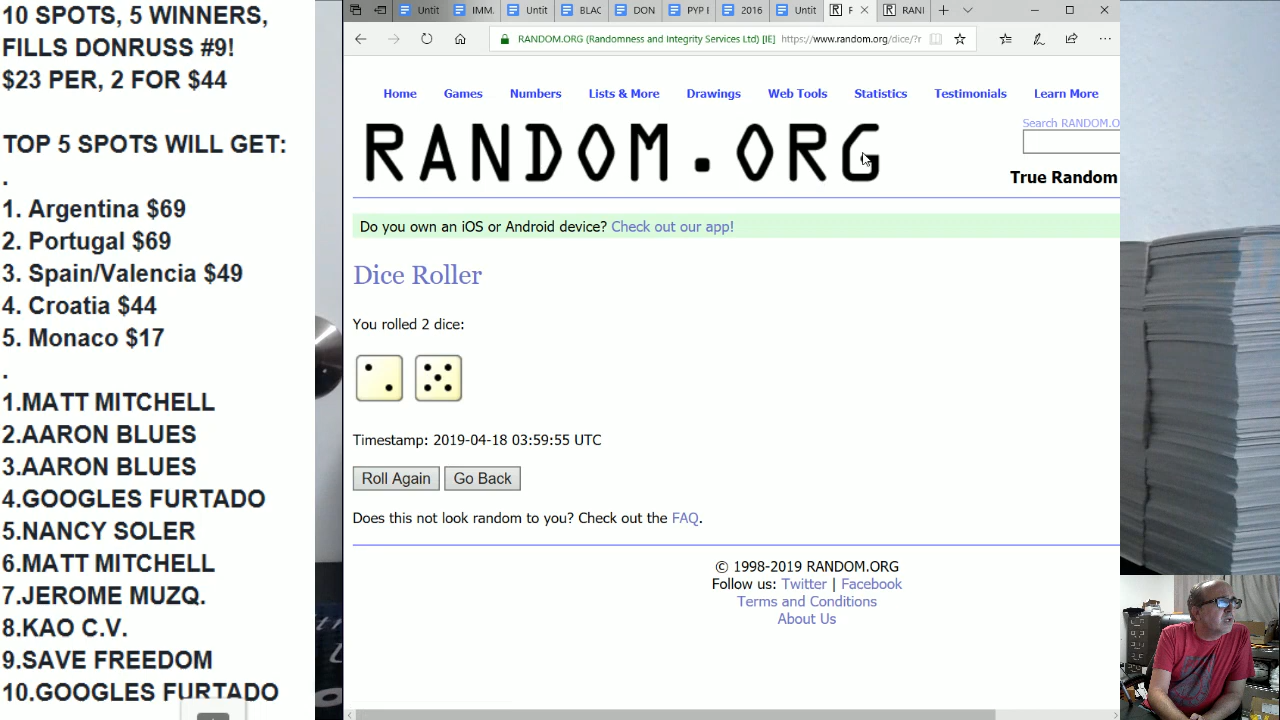 10 SPOTS, 5 WINNERS,
FILLS DONRUSS #9!
$23 PER, 2 FOR $44
TOP 5 SPOTS WILL GET:
.
1. Argentina $69
2. Portugal $69
3. Spain/Valencia $49
4. Croatia $44
5. Monaco $17
.
1.MATT MITCHELL
2.AARON BLUES
3.AARON BLUES
4.GOOGLES FURTADO
5.NANCY SOLER
6.MATT MITCHELL
7.JEROME MUZQ.
8.KAO C.V.
9.SAVE FREEDOM
10.GOOGLES FURTADO
Untit IMM. Untit BLAC DON PYP 2016 Untit F RANI
RANDOM.ORG (Randomness and Integrity Services Ltd) [IE] https://www.random.org/dice/?r
Home Games Numbers Lists & More Drawings Web Tools Statistics Testimonials Learn More
Search RANDOM.O
RANDOM.ORG
True Random
Do you own an iOS or Android device? Check out our app!
Dice Roller
You rolled 2 dice:
Timestamp: 2019-04-18 03:59:55 UTC
Roll Again Go Back
Does this not look random to you? Check out the FAQ.
© 1998-2019 RANDOM.ORG
Follow us: Twitter | Facebook
Terms and Conditions
About Us